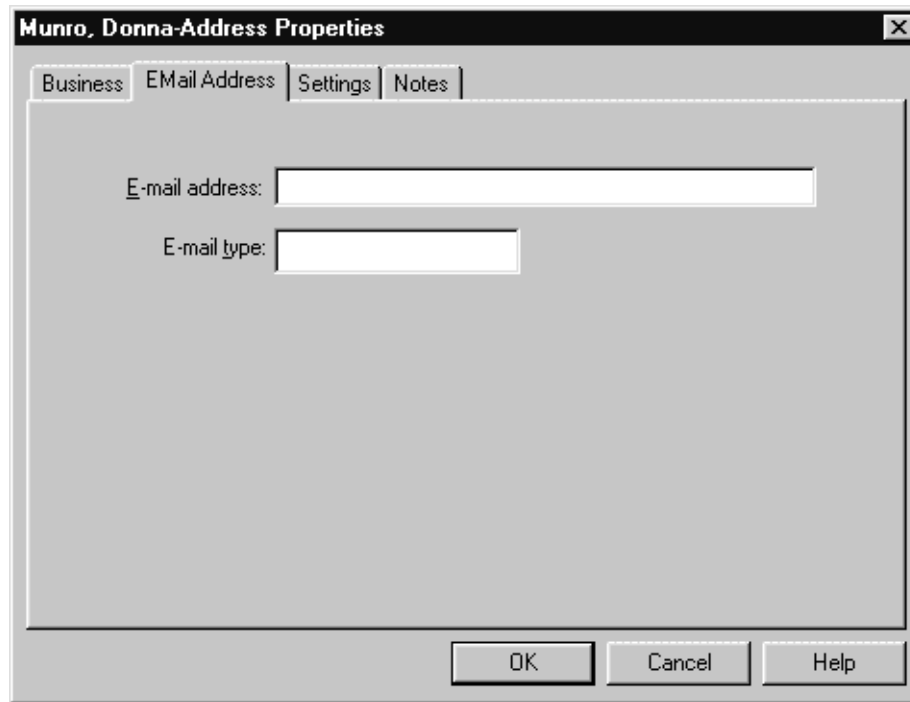 Munro, Donna-Address Properties
Business EMail Address Settings Notes
E-mail address:
E-mail type:
OK Cancel Help